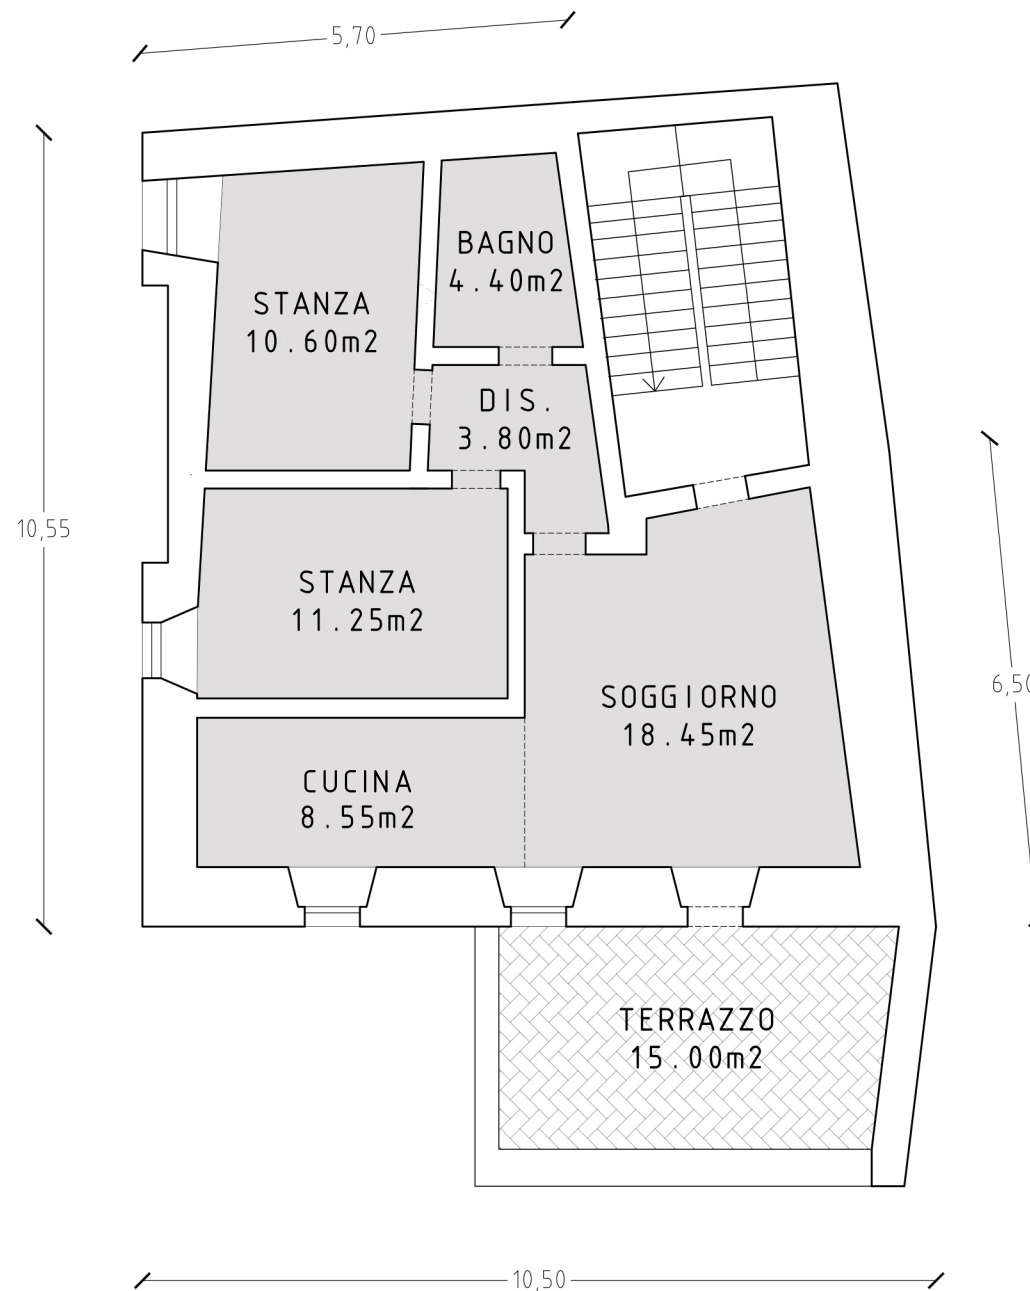 5,70
BAGNO
4.40m2
STANZA
10.60m2
DIS.
3.80m2
10,55
STANZA
11.25m2
SOGGIORNO
18.45m2
6,50
CUCINA
8.55m2
TERRAZZO
15.00m2
10,50